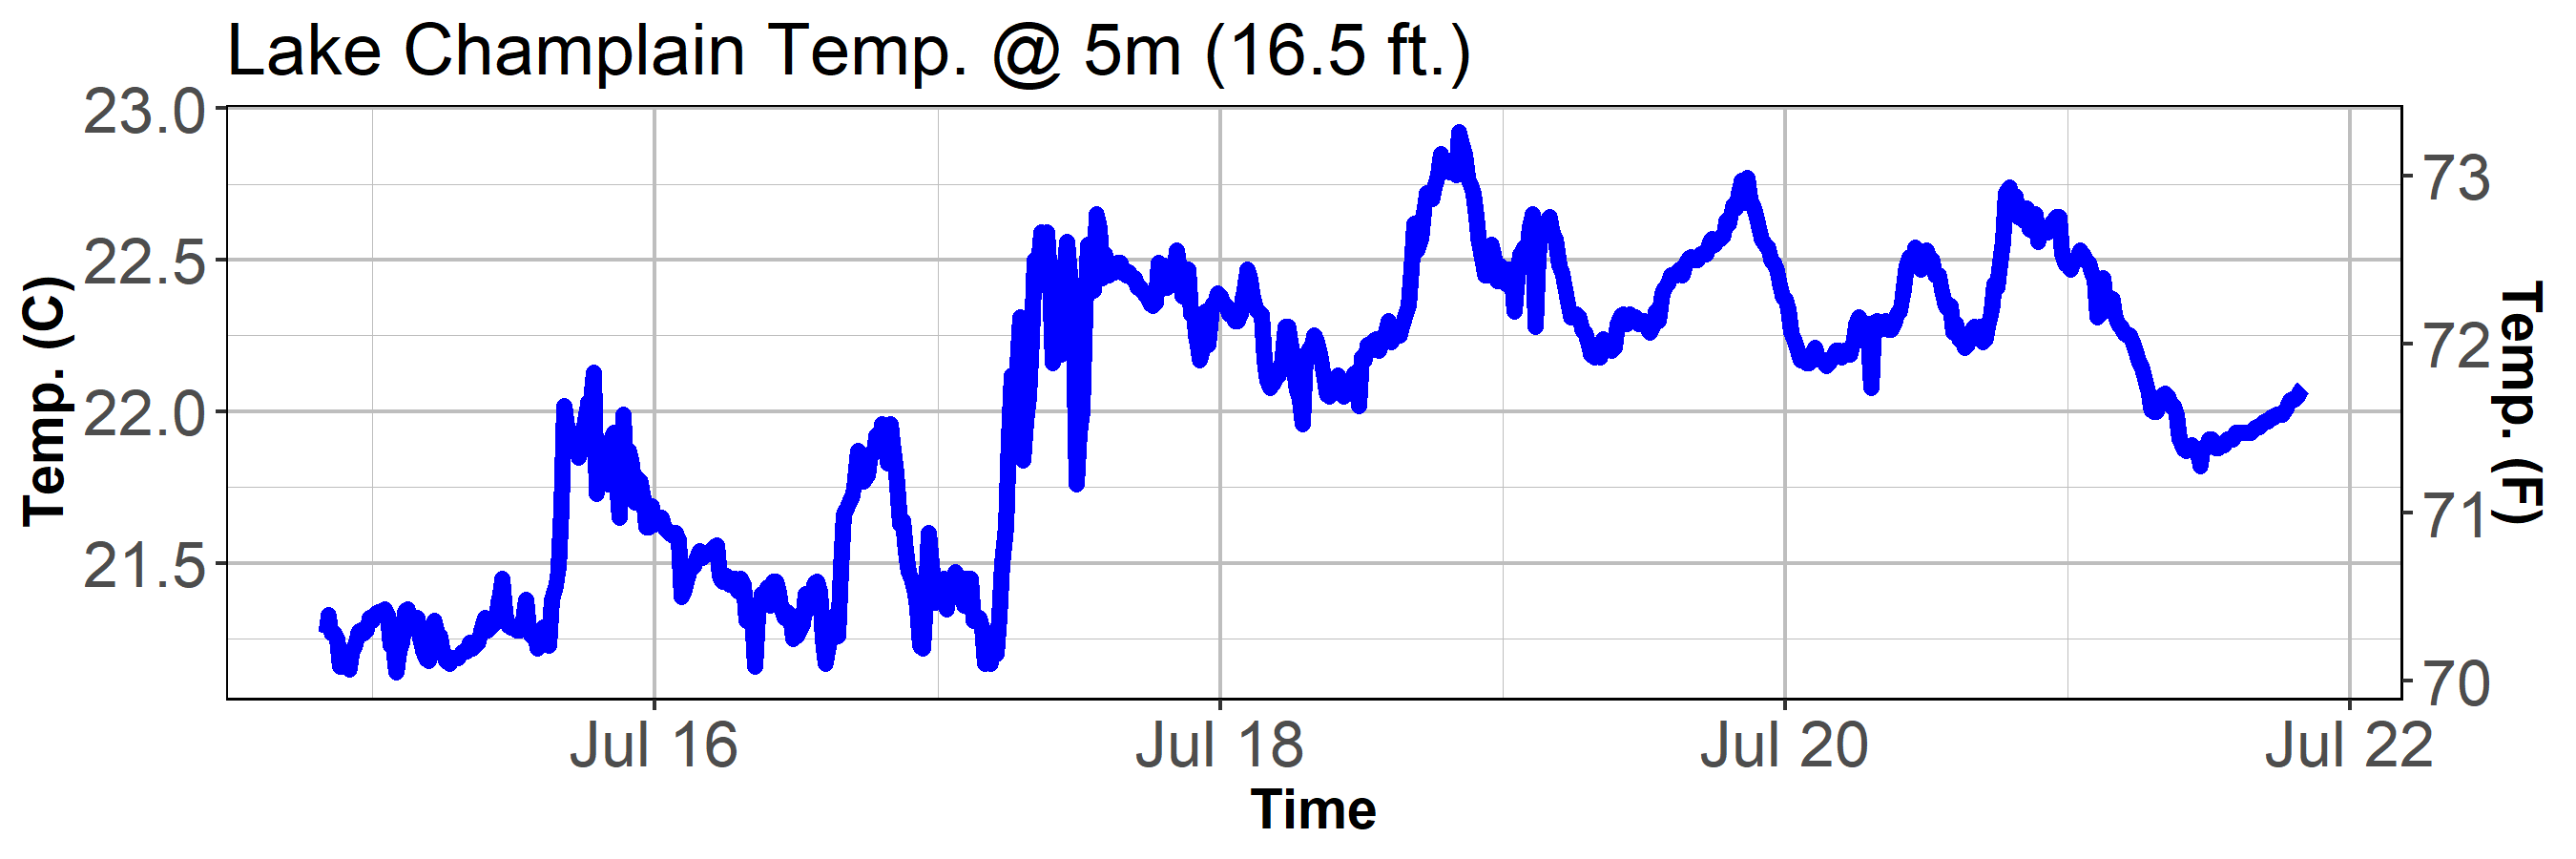 Lake Champlain Temp. @ 5m (16.5 ft.)
Temp. (C)
23.0
22.5
22.0
21.5
73
72
71
70
Temp. (F)
Jul 16 Jul 18 Jul 20 Jul 22
Time